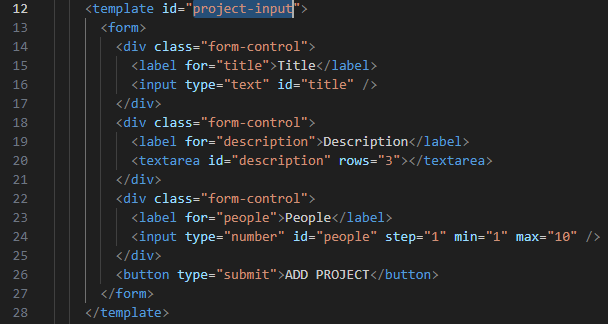 12 <template id="project-input">
13 <form>
14 <div class="form-control">
15 <label for="title">Title</label>
16 <input type="text" id="title" />
17 </div>
18 <div class="form-control">
19 <label for="description">Description</label>
20 <textarea id="description" rows="3"></textarea>
21 </div>
22 <div class="form-control">
23 <label for="people">People</label>
24 <input type="number" id="people" step="1" min="1" max="10" />
25 </div>
26 <button type="submit">ADD PROJECT</button>
27 </form>
28 </template>